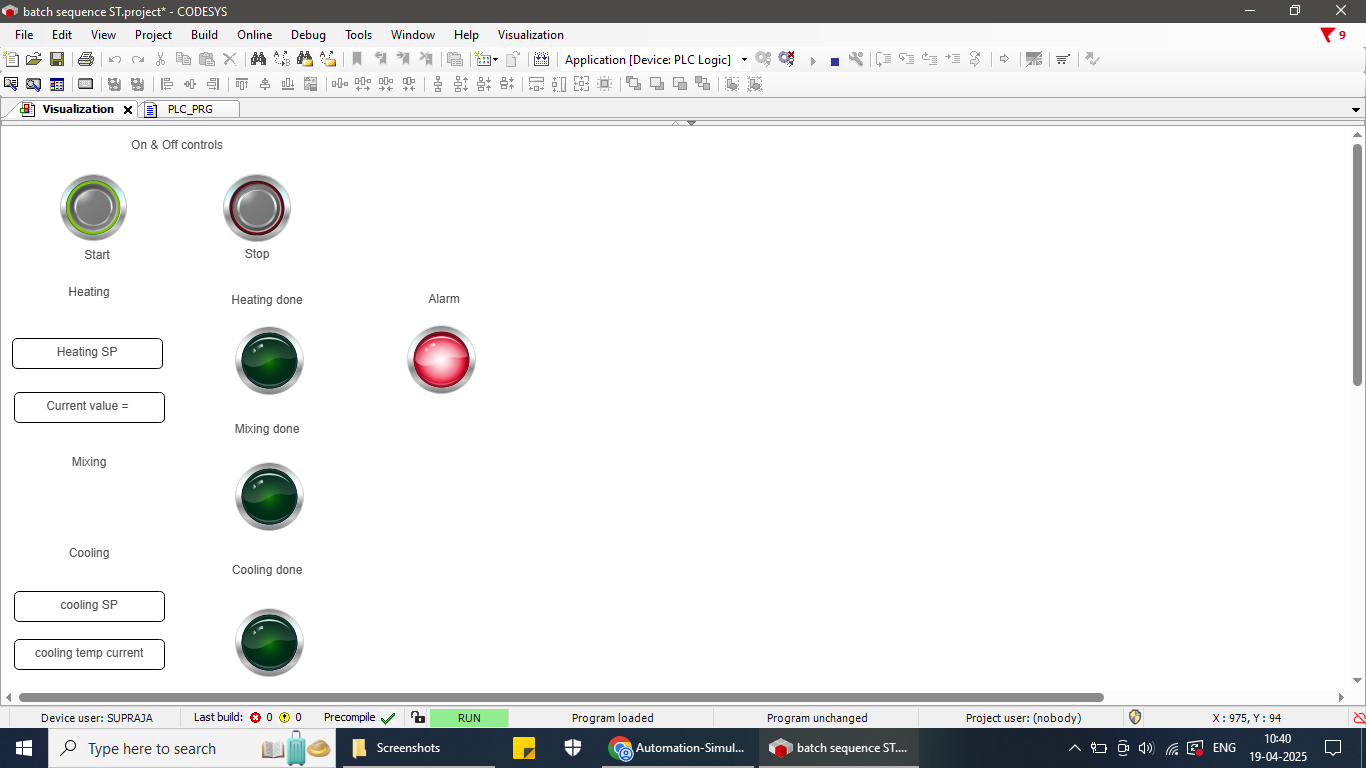 batch sequence ST.project* - CODESYS
File Edit View Project Build Online Debug Tools Window Help Visualization
9
Application [Device: PLC Logic]
Visualization PLC_PRG
On & Off controls
Start Stop
Heating
Heating done Alarm
Heating SP
Current value =
Mixing done
Mixing
Cooling
Cooling done
cooling SP
cooling temp current
Device user: SUPRAJA Last build: 0 0 Precompile RUN Program loaded Program unchanged Project user: (nobody) X : 975, Y : 94
Type here to search Screenshots Automation-Simul... batch sequence ST.... ENG 10:40
19-04-2025